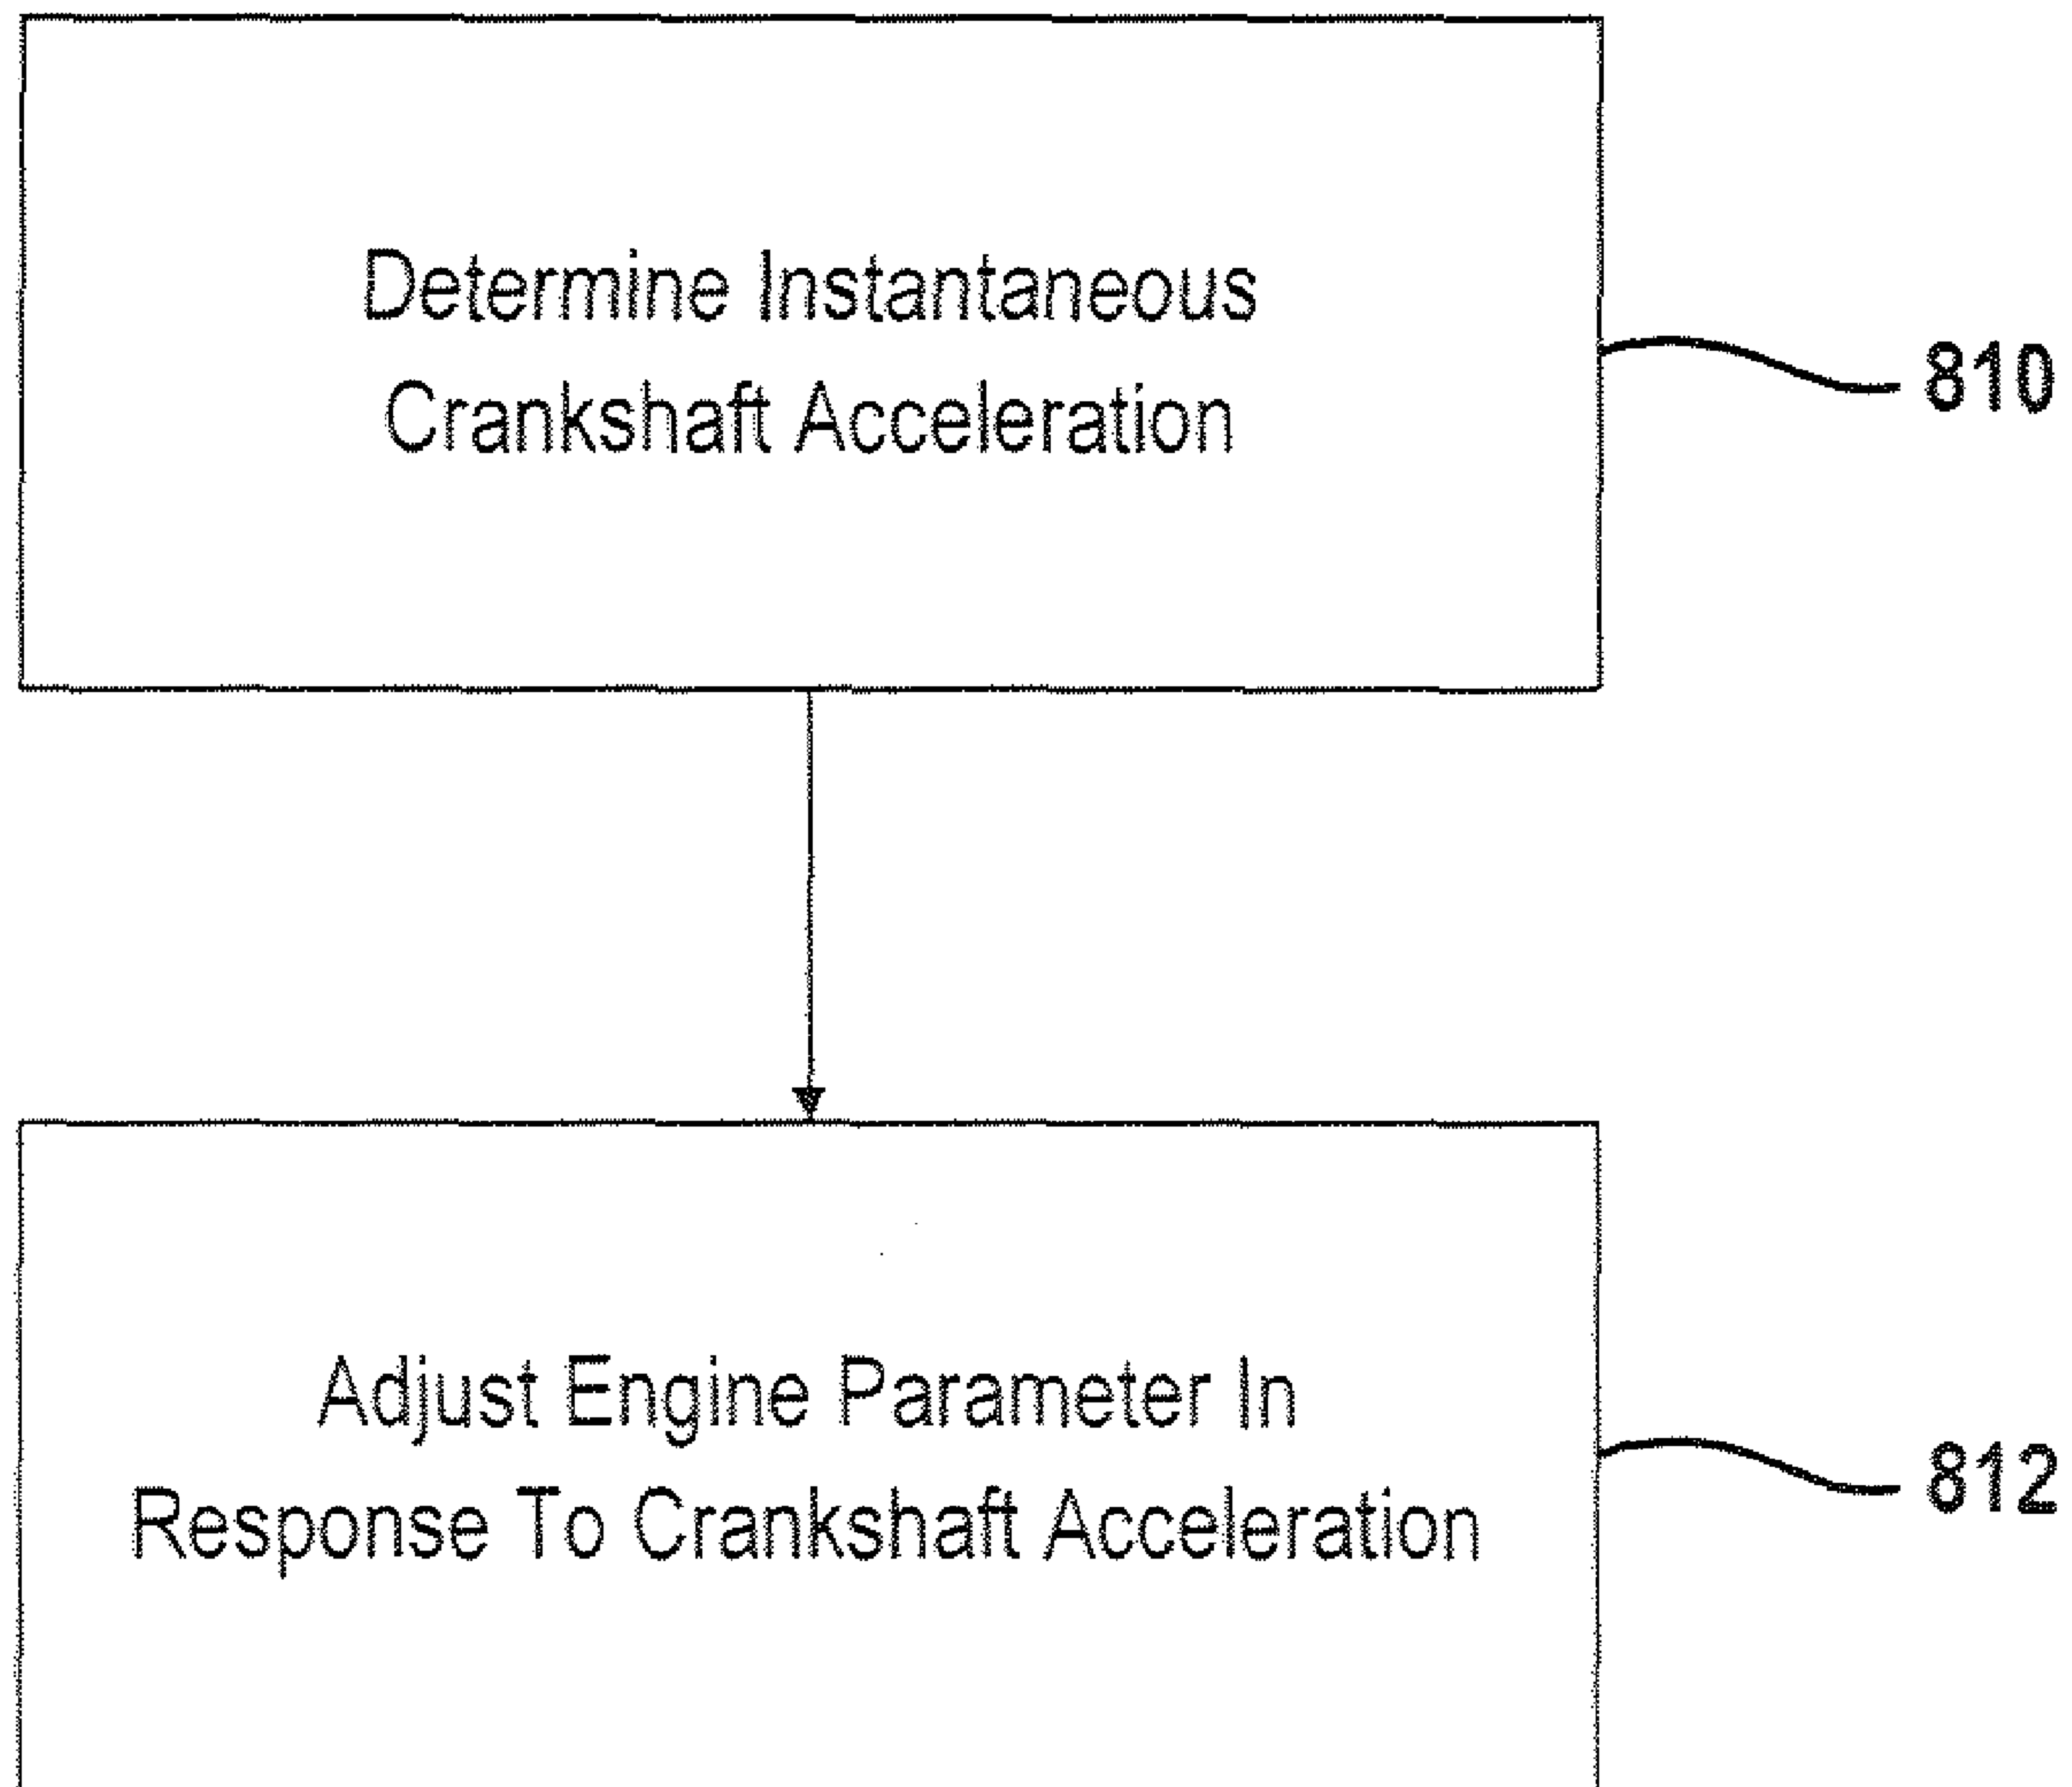 Determine Instantaneous
Crankshaft Acceleration
810
Adjust Engine Parameter In
Response To Crankshaft Acceleration
812